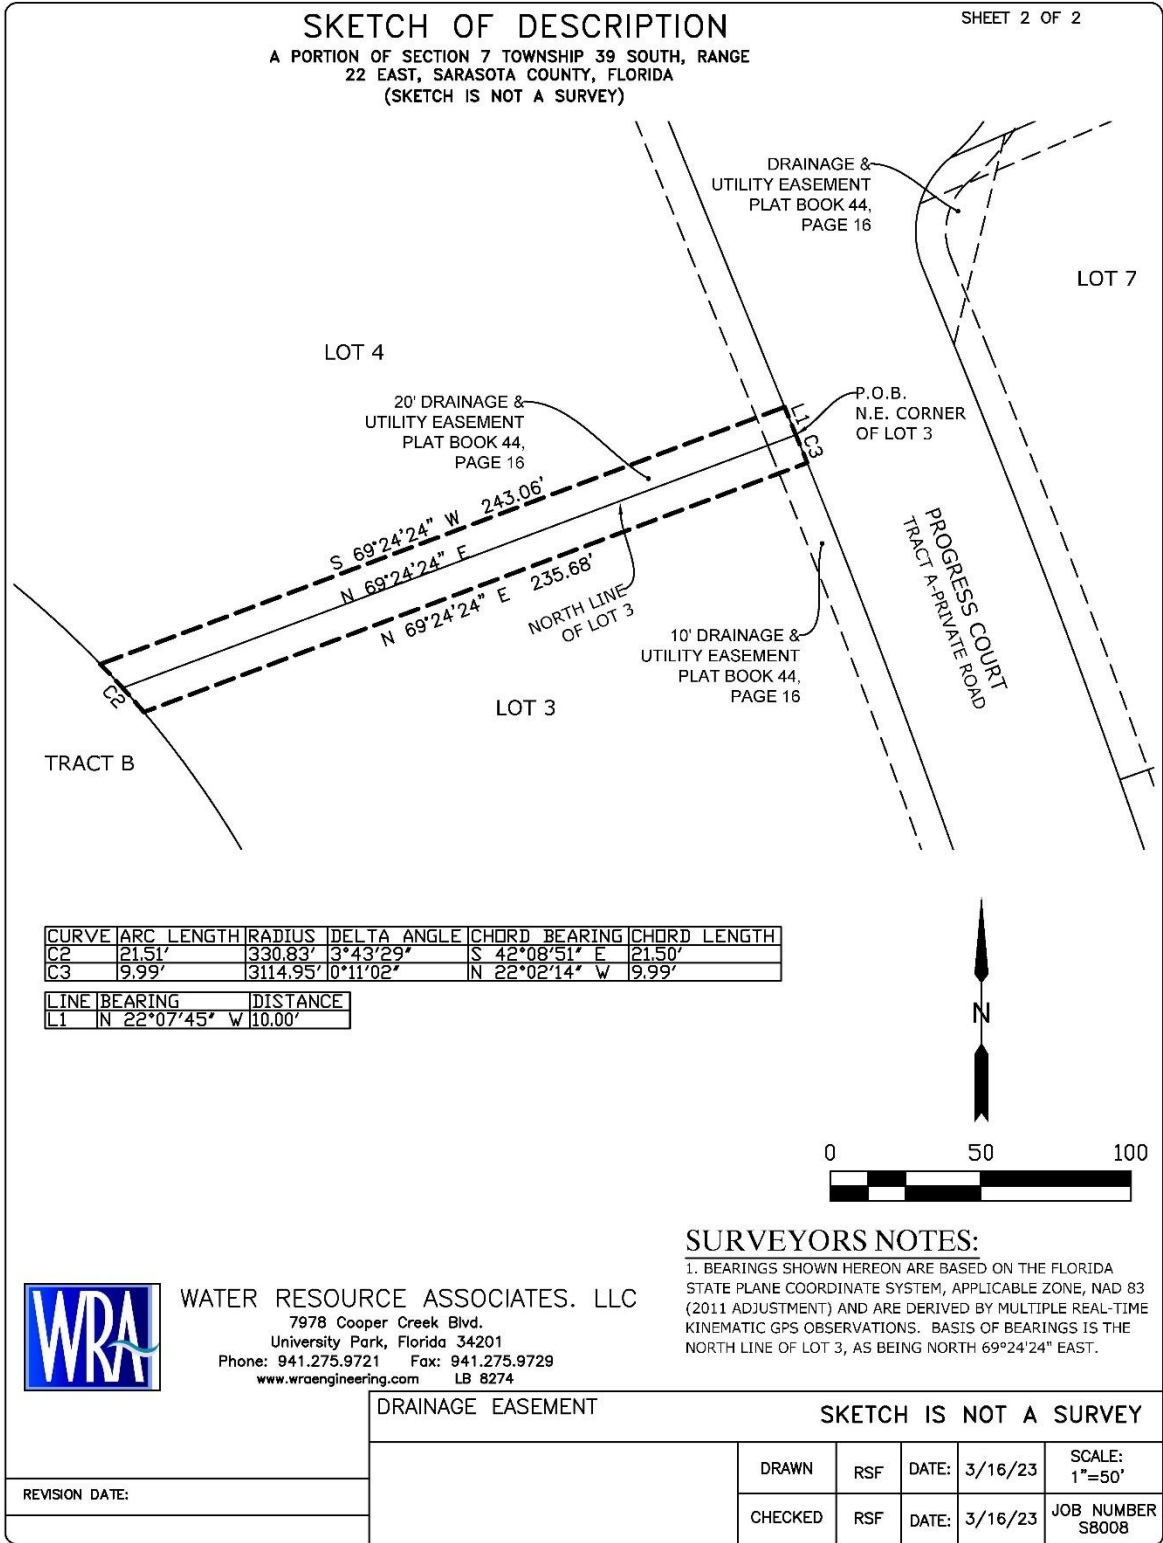 SKETCH OF DESCRIPTION
SHEET 2 OF 2
A PORTION OF SECTION 7 TOWNSHIP 39 SOUTH, RANGE
22 EAST, SARASOTA COUNTY, FLORIDA
(SKETCH IS NOT A SURVEY)
DRAINAGE &
UTILITY EASEMENT
PLAT BOOK 44,
PAGE 16
LOT 7
LOT 4
20' DRAINAGE &
UTILITY EASEMENT
PLAT BOOK 44,
PAGE 16
P.O.B.
N.E. CORNER
OF LOT 3
L1
C3
S 69°24'24" W 243.06'
N 69°24'24" E
N 69°24'24" E 235.68'
NORTH LINE
OF LOT 3
PROGRESS COURT
TRACT A-PRIVATE ROAD
10' DRAINAGE &
UTILITY EASEMENT
PLAT BOOK 44,
PAGE 16
C2
LOT 3
TRACT B
CURVE ARC LENGTH RADIUS DELTA ANGLE CHORD BEARING CHORD LENGTH
C2 21.51' 330.83' 3°43'29" S 42°08'51" E 21.50'
C3 9.99' 3114.95' 0°11'02" N 22°02'14" W 9.99'
LINE BEARING DISTANCE
L1 N 22°07'45" W 10.00'
N
0 50 100
SURVEYORS NOTES:
1. BEARINGS SHOWN HEREON ARE BASED ON THE FLORIDA
STATE PLANE COORDINATE SYSTEM, APPLICABLE ZONE, NAD 83
(2011 ADJUSTMENT) AND ARE DERIVED BY MULTIPLE REAL-TIME
KINEMATIC GPS OBSERVATIONS. BASIS OF BEARINGS IS THE
NORTH LINE OF LOT 3, AS BEING NORTH 69°24'24" EAST.
WRA
WATER RESOURCE ASSOCIATES. LLC
7978 Cooper Creek Blvd.
University Park, Florida 34201
Phone: 941.275.9721 Fax: 941.275.9729
www.wraengineering.com LB 8274
DRAINAGE EASEMENT
SKETCH IS NOT A SURVEY
DRAWN RSF DATE: 3/16/23 SCALE:
1"=50'
REVISION DATE:
CHECKED RSF DATE: 3/16/23 JOB NUMBER
S8008